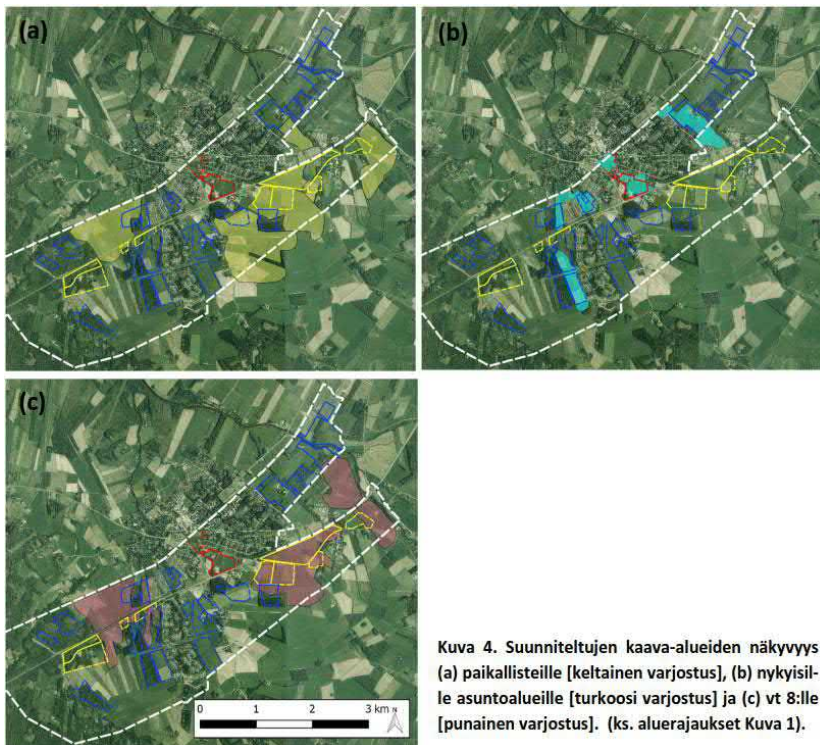 (a)
(b)
(c)
0 1 2 3 km N
Kuva 4. Suunniteltujen kaava-alueiden näkyvyys
(a) paikallisteille [keltainen varjostus], (b) nykyisil-
le asuntoalueille [turkoosi varjostus] ja (c) vt 8:lle
[punainen varjostus]. (ks. aluerajaukset Kuva 1).